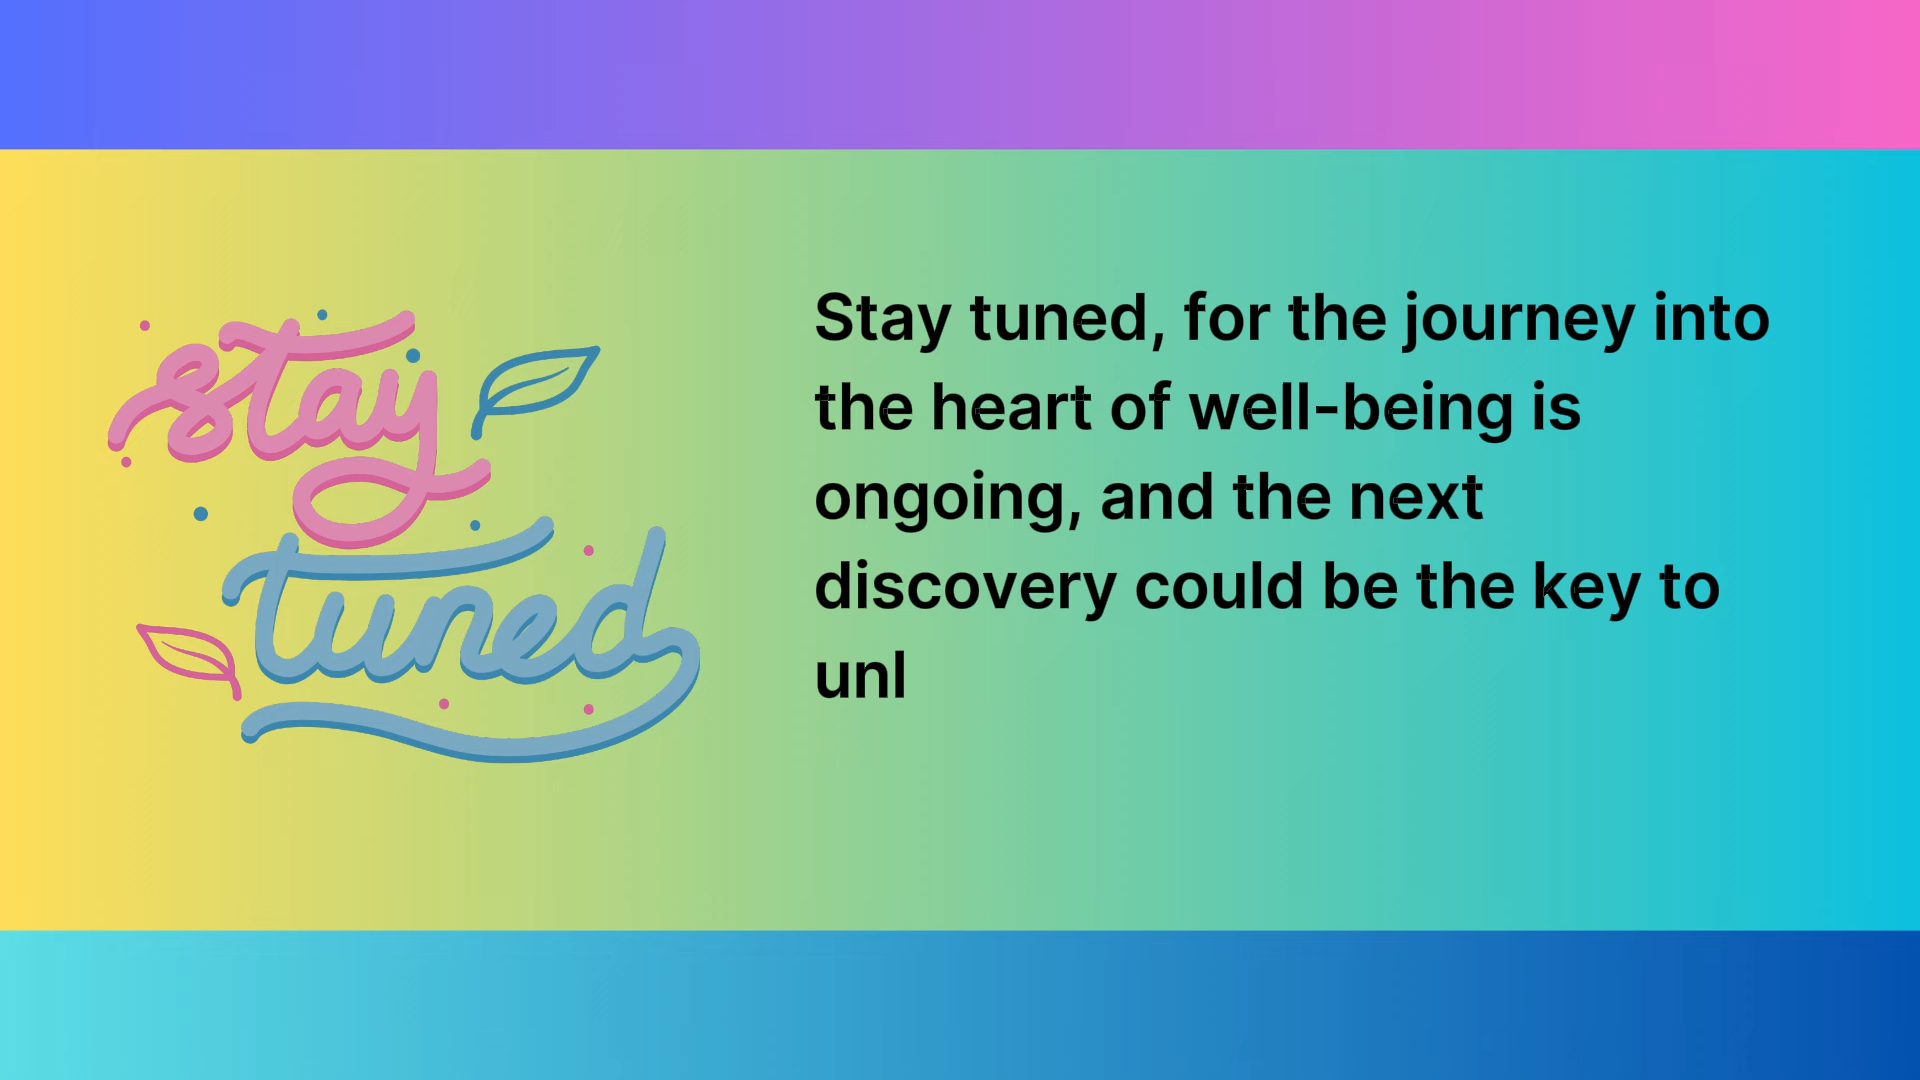 stay
tuned
Stay tuned, for the journey into
the heart of well-being is
ongoing, and the next
discovery could be the key to
unl